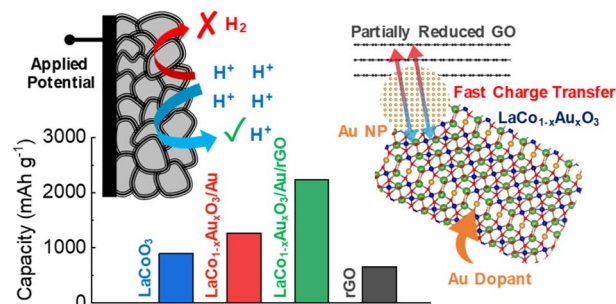 Applied
Potential
✗ H₂
H⁺ H⁺
H⁺ H⁺
✓ H⁺
Partially Reduced GO
Fast Charge Transfer
LaCo₁₋ₓAuₓO₃
Au NP
Au Dopant
Capacity (mAh g⁻¹)
3000
2000
1000
0
LaCoO₃
LaCo₁₋ₓAuₓO₃/Au
LaCo₁₋ₓAuₓO₃/Au/rGO
rGO